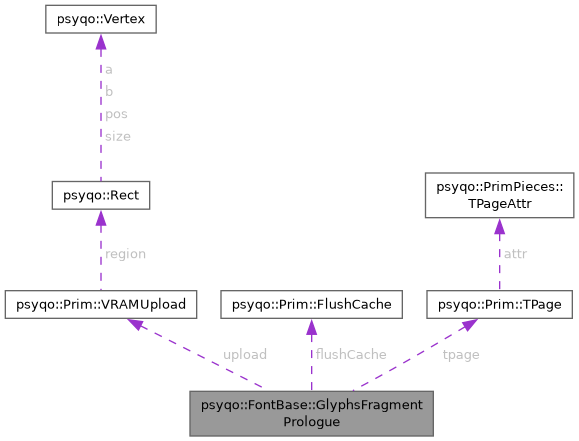 psyqo::Vertex
a
b
pos
size
psyqo::Rect
psyqo::PrimPieces::
TPageAttr
region
attr
psyqo::Prim::VRAMUpload
psyqo::Prim::FlushCache
psyqo::Prim::TPage
upload
flushCache
tpage
psyqo::FontBase::GlyphsFragment
Prologue